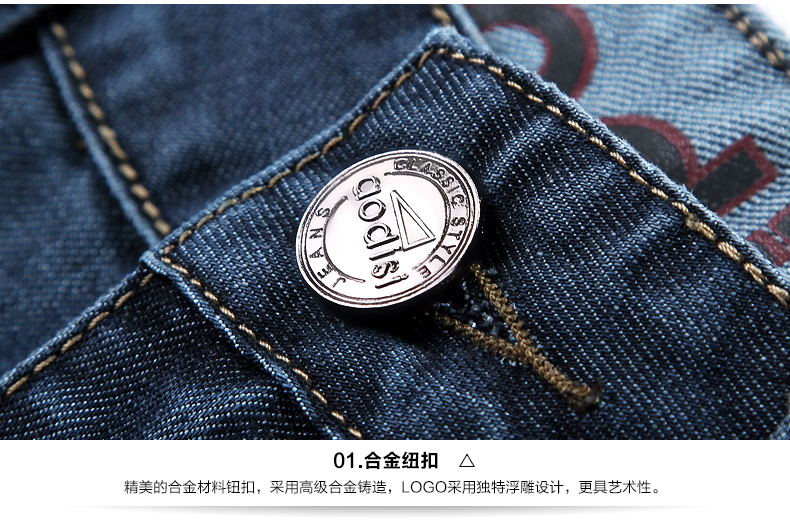 CLASSIC STYLE
aodlsi
JEANS
01.合金纽扣 △
精美的合金材料钮扣，采用高级合金铸造，LOGO采用独特浮雕设计，更具艺术性。